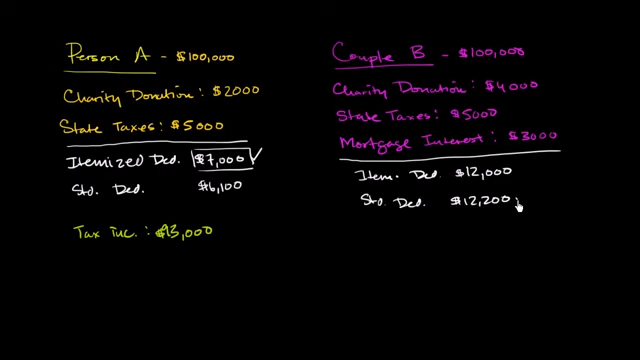 Person A - $100,000
Charity Donation: $2000
State Taxes: $5000
Itemized Ded. $7,000
Std. Ded. $6,100
Tax Inc.: $93,000
Couple B - $100,000
Charity Donation: $4000
State Taxes: $5000
Mortgage Interest: $3000
Item. Ded. $12,000
Std. Ded. $12,200